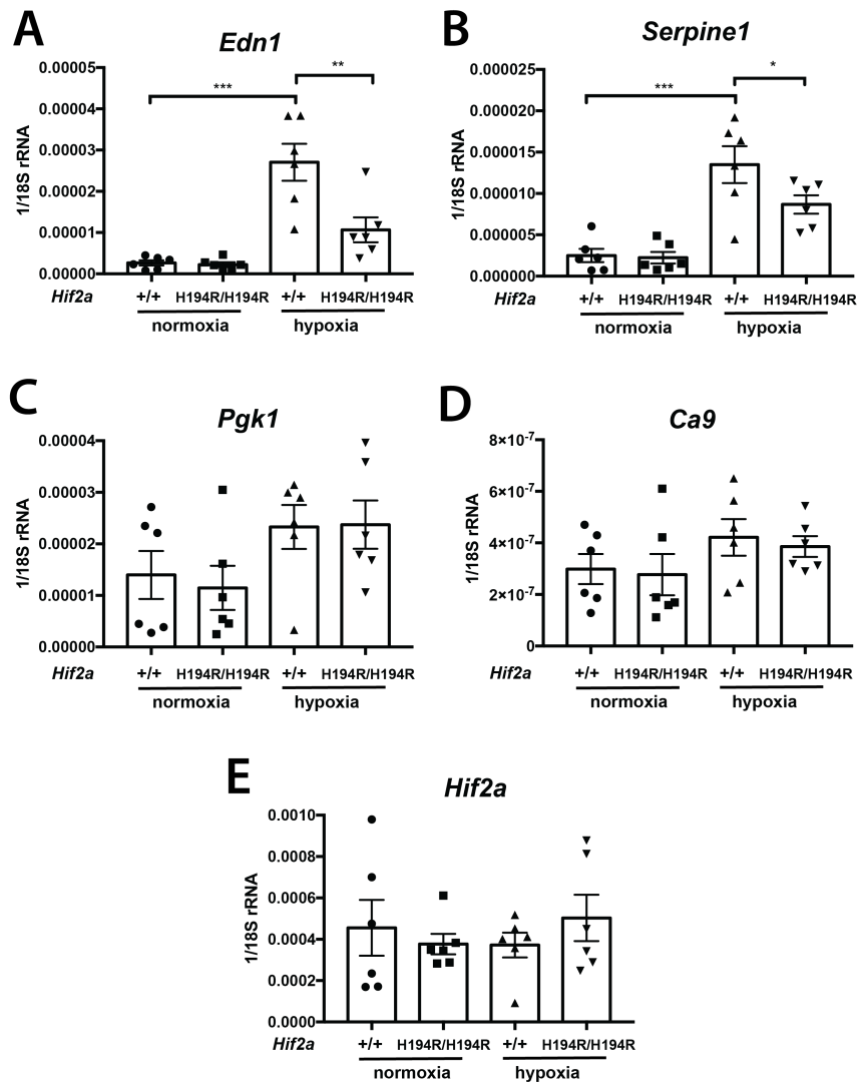 A
Edn1
1/18S rRNA
0.00005
0.00004
0.00003
0.00002
0.00001
0.00000
***
**
Hif2a
+/+ H194R/H194R +/+ H194R/H194R
normoxia hypoxia
B
Serpine1
1/18S rRNA
0.000025
0.000020
0.000015
0.000010
0.000005
0.000000
***
*
Hif2a
+/+ H194R/H194R +/+ H194R/H194R
normoxia hypoxia
C
Pgk1
1/18S rRNA
0.00004
0.00003
0.00002
0.00001
0.00000
Hif2a
+/+ H194R/H194R +/+ H194R/H194R
normoxia hypoxia
D
Ca9
1/18S rRNA
8×10⁻⁷
6×10⁻⁷
4×10⁻⁷
2×10⁻⁷
0
Hif2a
+/+ H194R/H194R +/+ H194R/H194R
normoxia hypoxia
E
Hif2a
1/18S rRNA
0.0010
0.0008
0.0006
0.0004
0.0002
0.0000
Hif2a
+/+ H194R/H194R +/+ H194R/H194R
normoxia hypoxia